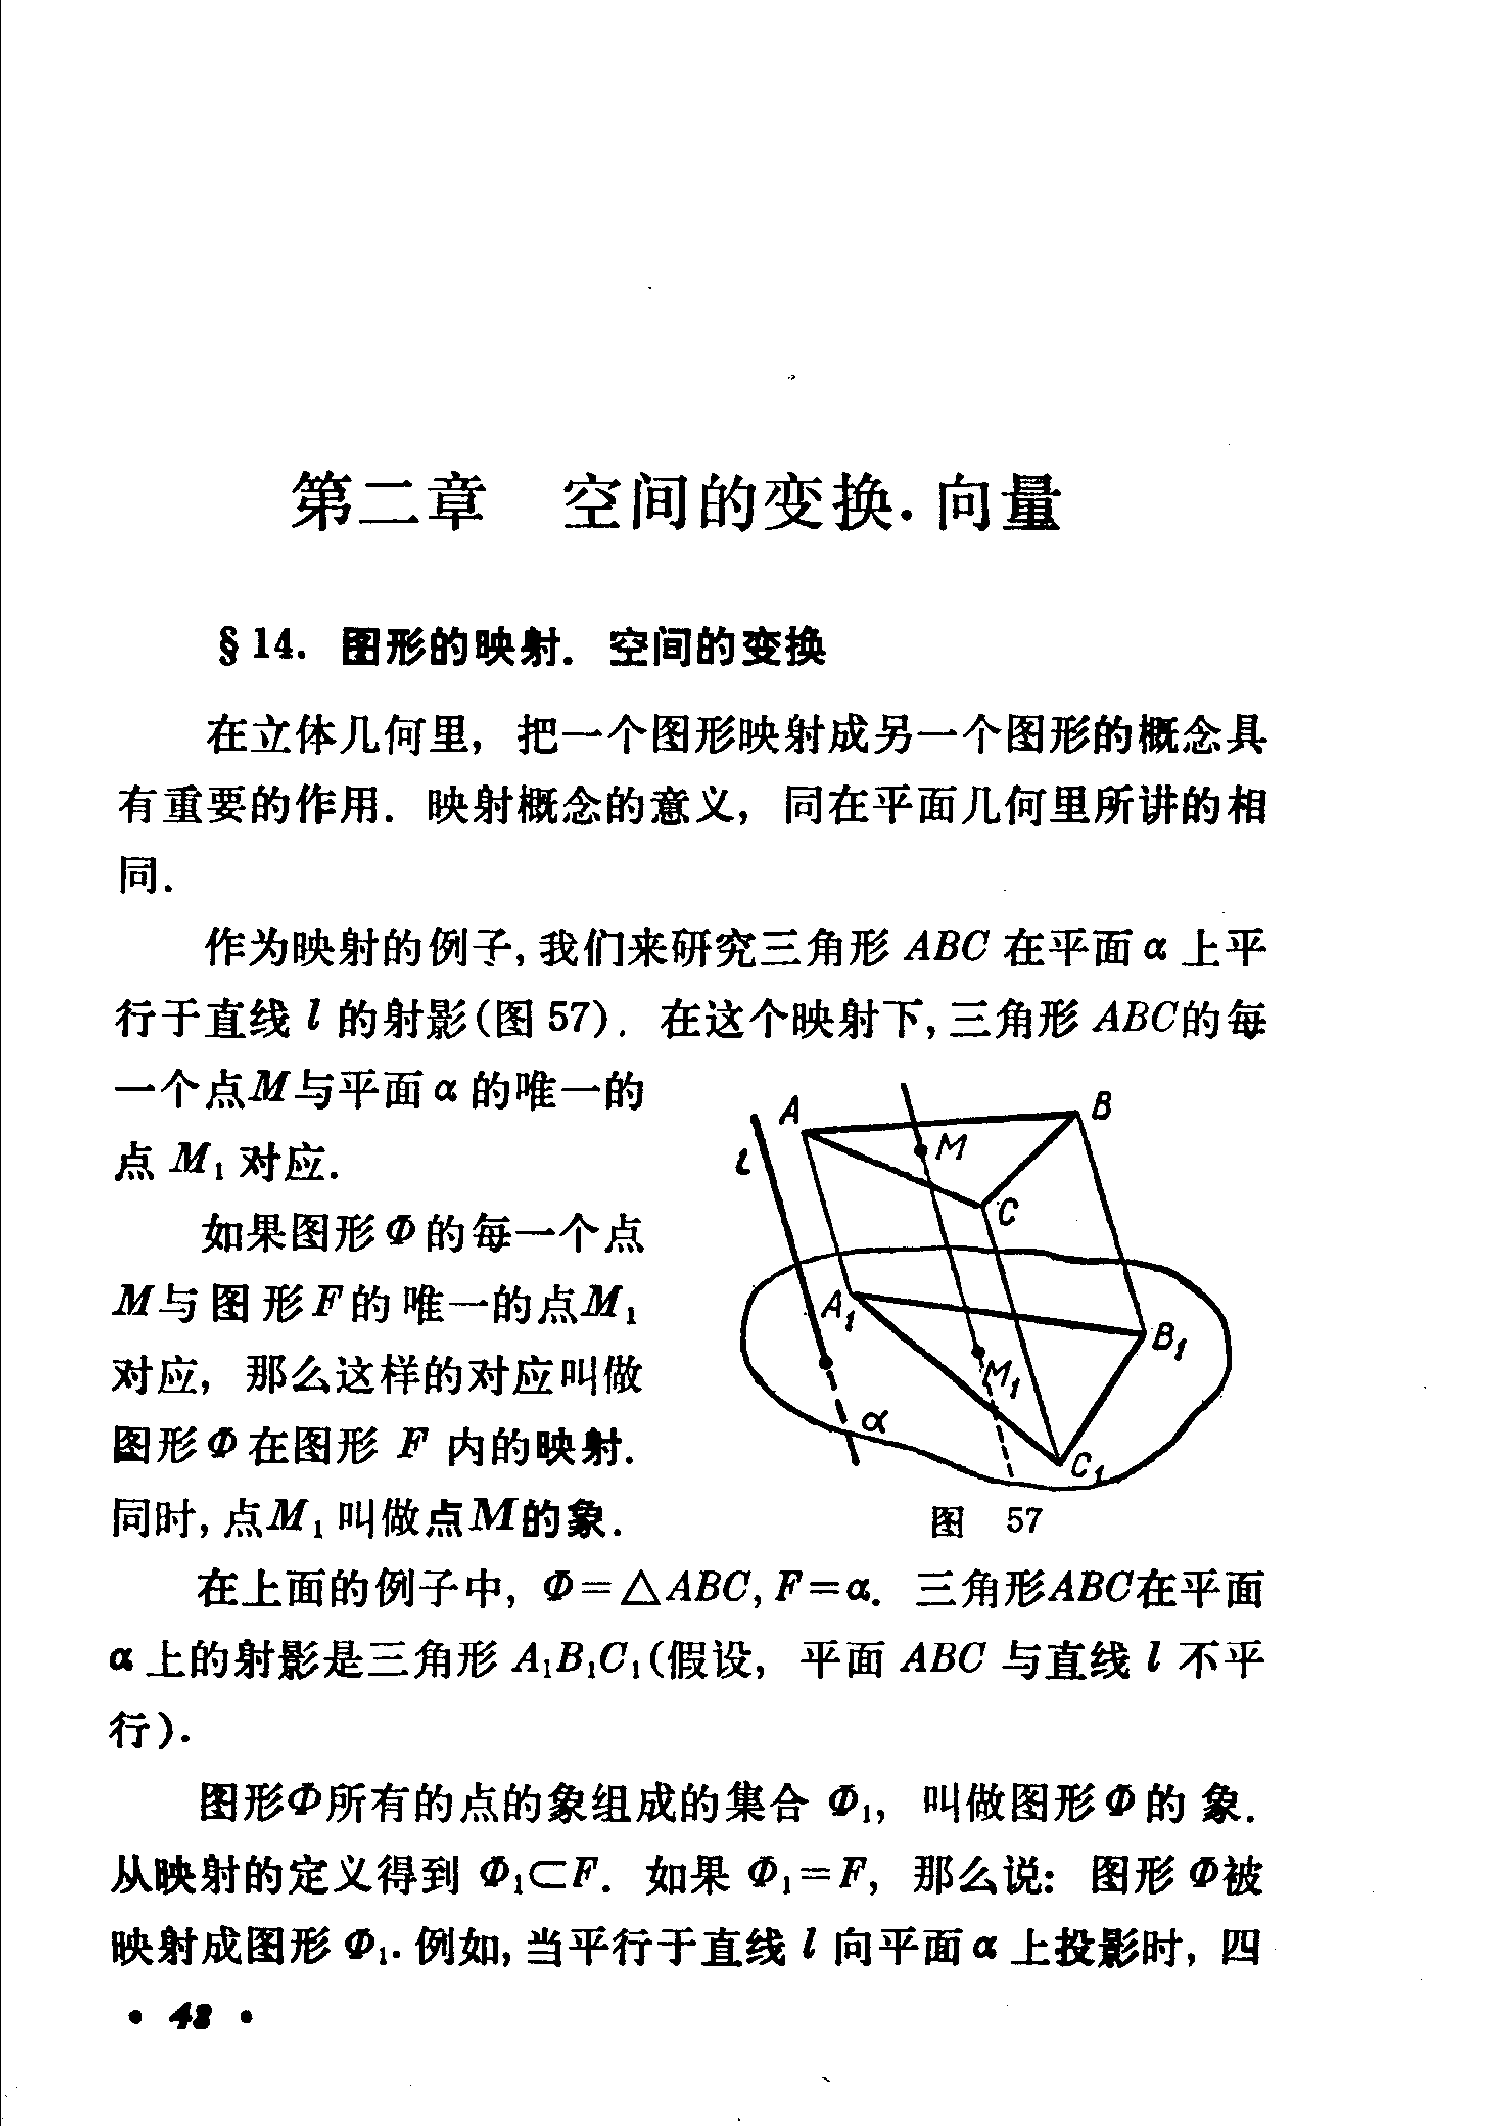 第二章　空间的变换．向量
§14．图形的映射．空间的变换
在立体几何里，把一个图形映射成另一个图形的概念具
有重要的作用．映射概念的意义，同在平面几何里所讲的相
同．
作为映射的例子，我们来研究三角形 ABC 在平面 α 上平
行于直线 l 的射影(图 57)．在这个映射下，三角形 ABC的每
一个点M与平面 α 的唯一的
点 M₁ 对应．
如果图形 Φ 的每一个点
M与图形F的唯一的点M₁
对应，那么这样的对应叫做
图形 Φ 在图形 F 内的映射．
同时，点M₁ 叫做点M的象．
A
B
M
l
C
A₁
B₁
M₁
α
C₁
图 57
在上面的例子中，Φ＝△ABC，F＝α．三角形ABC在平面
α 上的射影是三角形 A₁B₁C₁(假设，平面 ABC 与直线 l 不平
行)．
图形Φ所有的点的象组成的集合 Φ₁，叫做图形 Φ 的象．
从映射的定义得到 Φ₁⊂F．如果 Φ₁＝F，那么说：图形 Φ被
映射成图形 Φ₁．例如，当平行于直线 l 向平面 α 上投影时，四